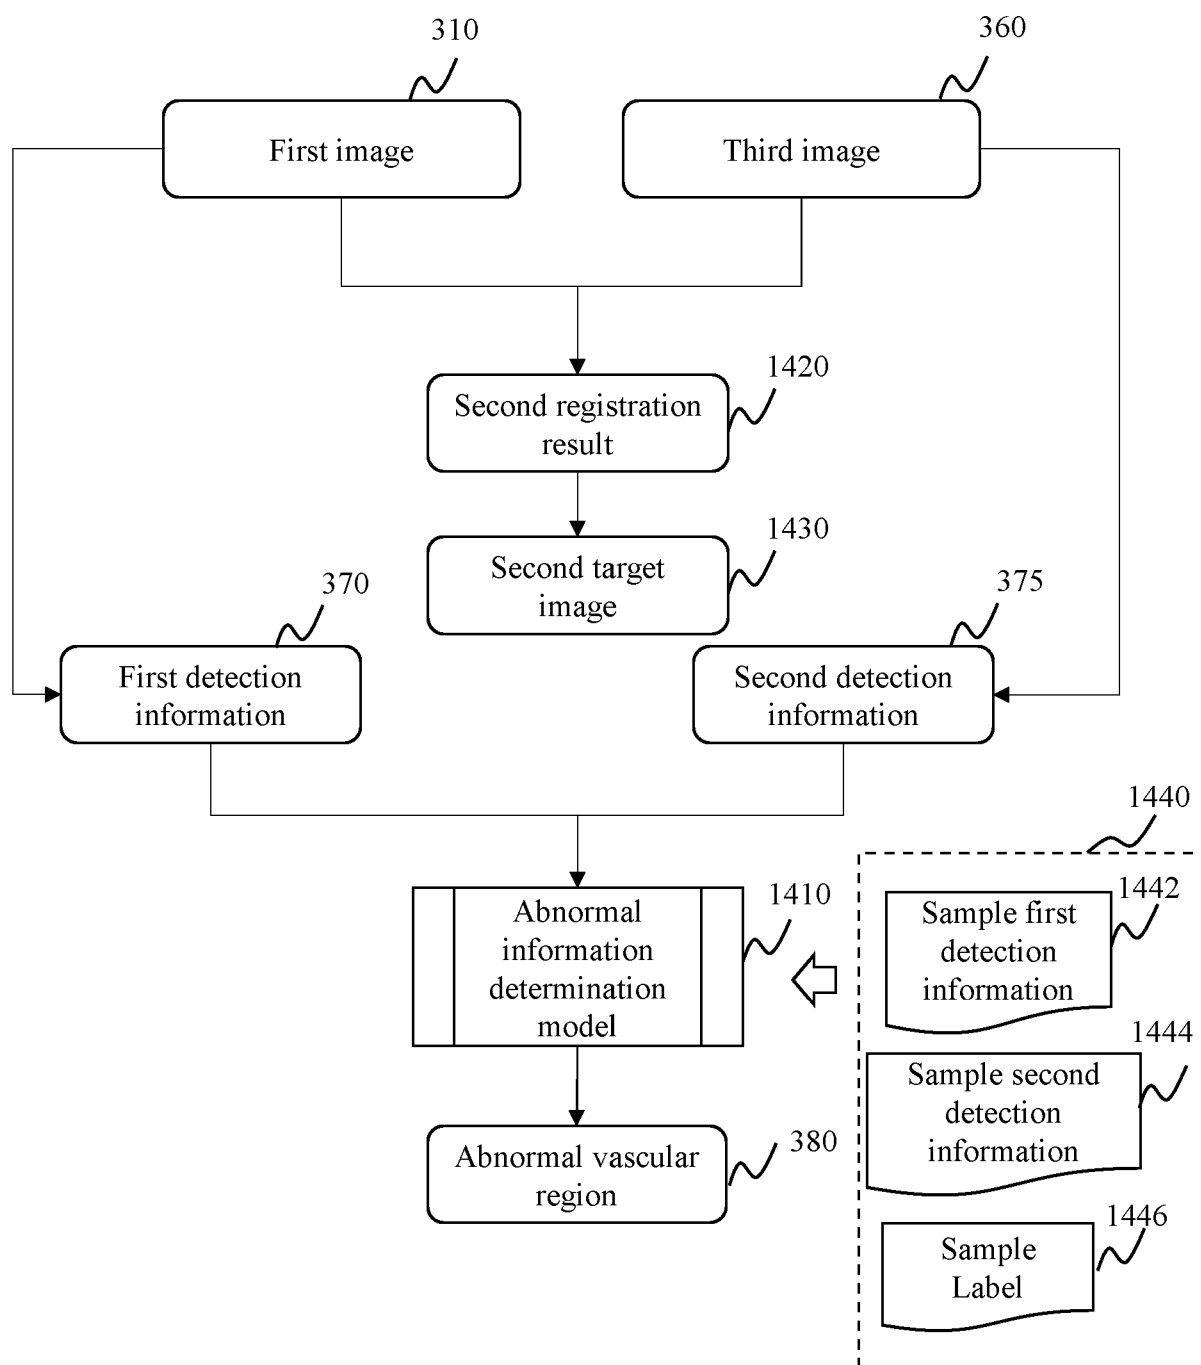 310
360
First image
Third image
1420
Second registration
result
1430
Second target
image
370
375
First detection
information
Second detection
information
1440
1410
Abnormal
information
determination
model
1442
Sample first
detection
information
1444
Sample second
detection
information
380
Abnormal vascular
region
1446
Sample
Label